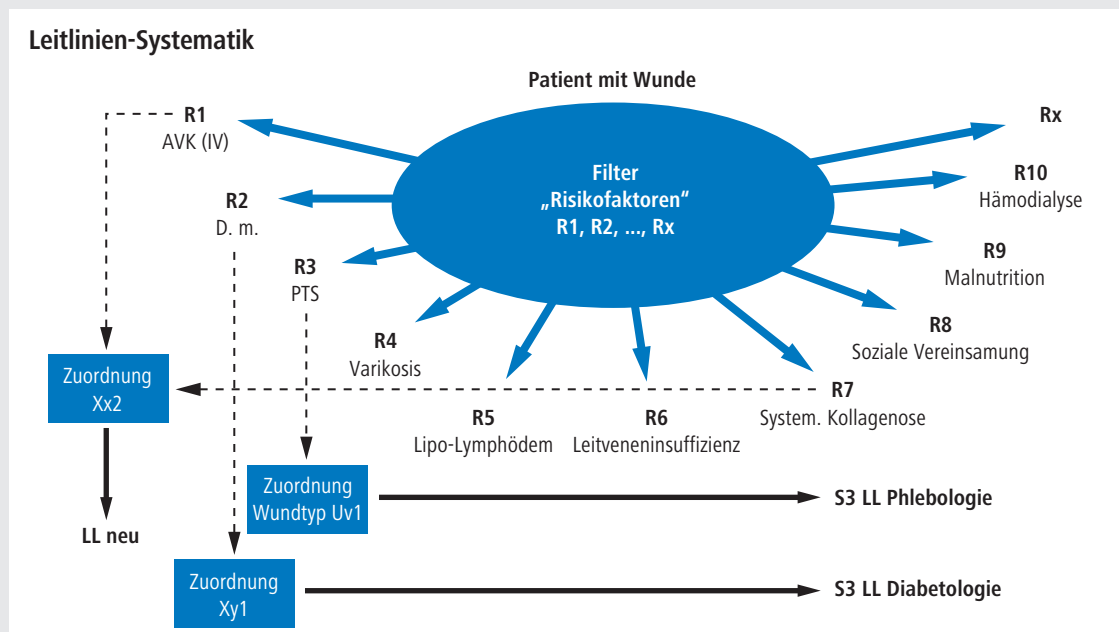 Leitlinien-Systematik
Patient mit Wunde
Filter
„Risikofaktoren“
R1, R2, ..., Rx
R1
AVK (IV)
R2
D. m.
R3
PTS
R4
Varikosis
R5
Lipo-Lymphödem
R6
Leitveneninsuffizienz
R7
System. Kollagenose
R8
Soziale Vereinsamung
R9
Malnutrition
R10
Hämodialyse
Rx
Zuordnung
Xx2
LL neu
Zuordnung
Wundtyp Uv1
S3 LL Phlebologie
Zuordnung
Xy1
S3 LL Diabetologie